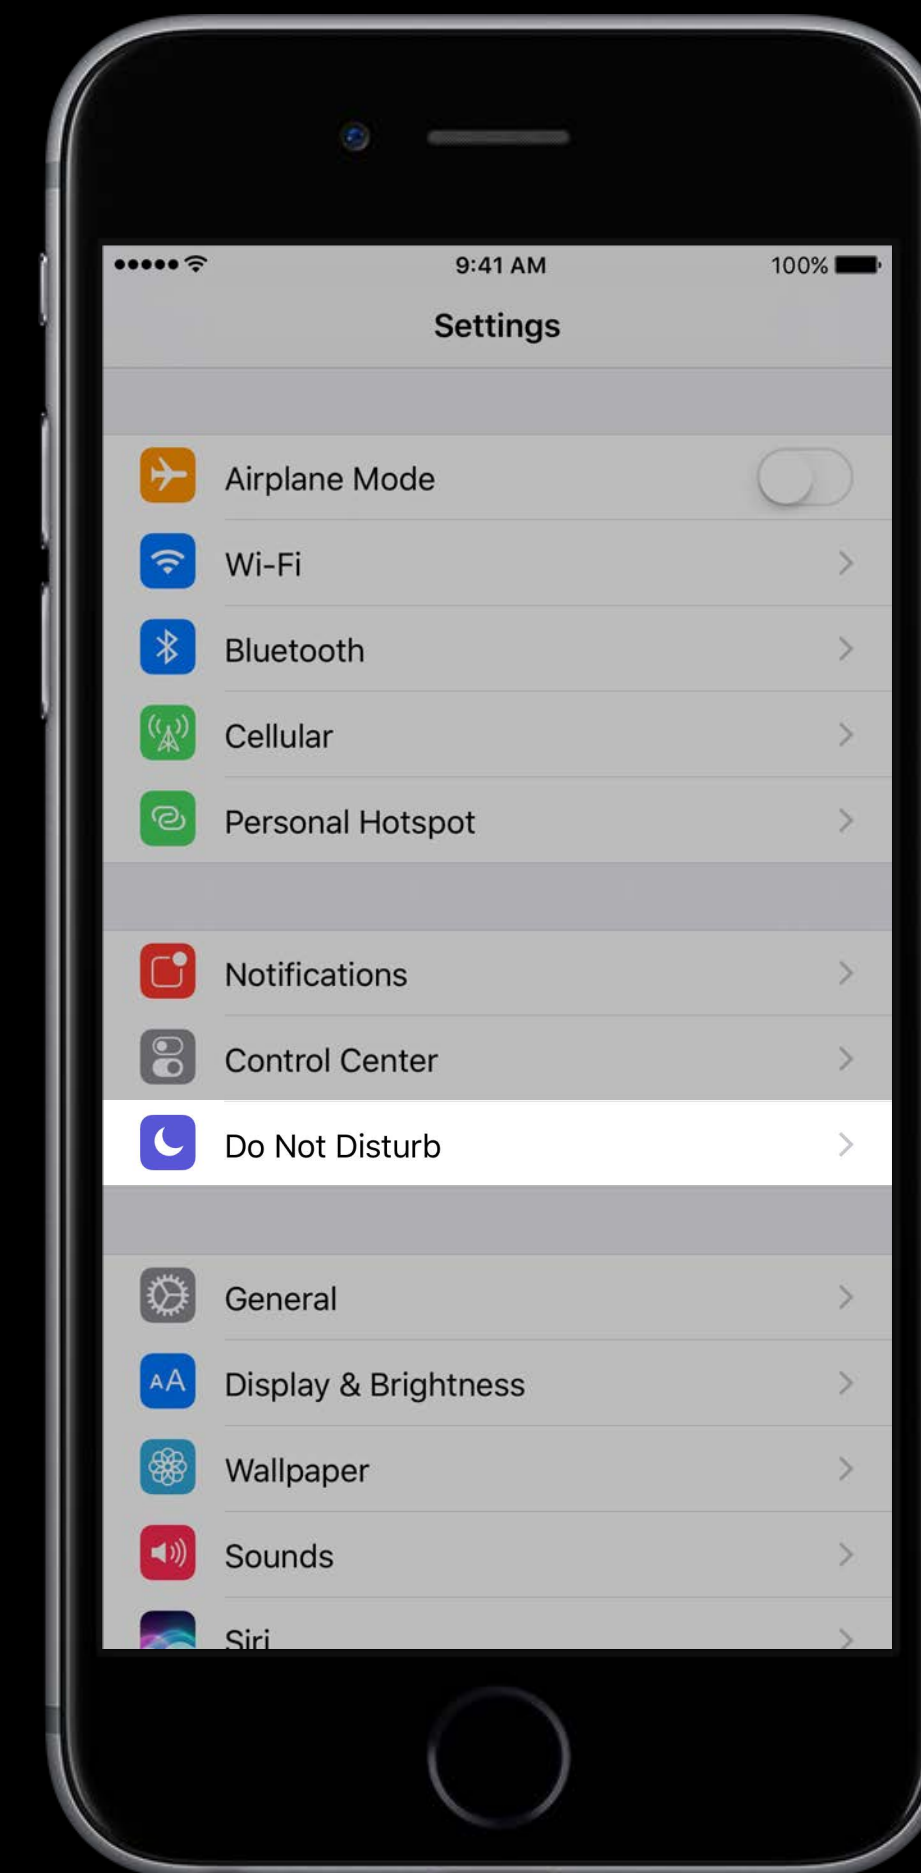 9:41 AM 100%
Settings
Airplane Mode
Wi-Fi
Bluetooth
Cellular
Personal Hotspot
Notifications
Control Center
Do Not Disturb
General
AA Display & Brightness
Wallpaper
Sounds
Siri